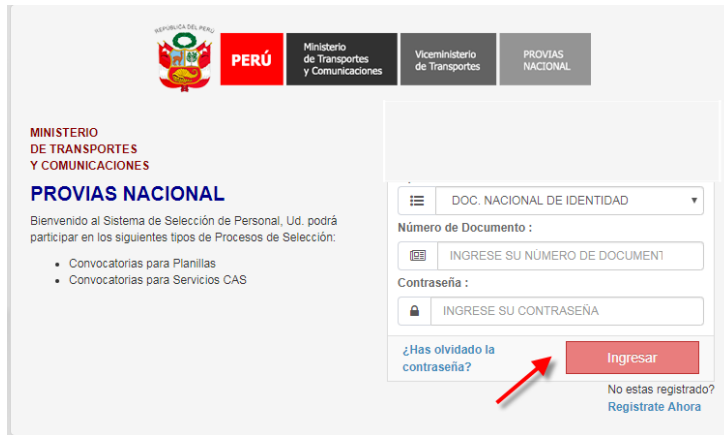 REPÚBLICA DEL PERÚ
PERÚ
Ministerio
de Transportes
y Comunicaciones
Viceministerio
de Transportes
PROVIAS
NACIONAL
MINISTERIO
DE TRANSPORTES
Y COMUNICACIONES
PROVIAS NACIONAL
Bienvenido al Sistema de Selección de Personal, Ud. podrá
participar en los siguientes tipos de Procesos de Selección:
Convocatorias para Planillas
Convocatorias para Servicios CAS
DOC. NACIONAL DE IDENTIDAD
Número de Documento :
INGRESE SU NÚMERO DE DOCUMENT
Contraseña :
INGRESE SU CONTRASEÑA
¿Has olvidado la
contraseña?
Ingresar
No estas registrado?
Registrate Ahora